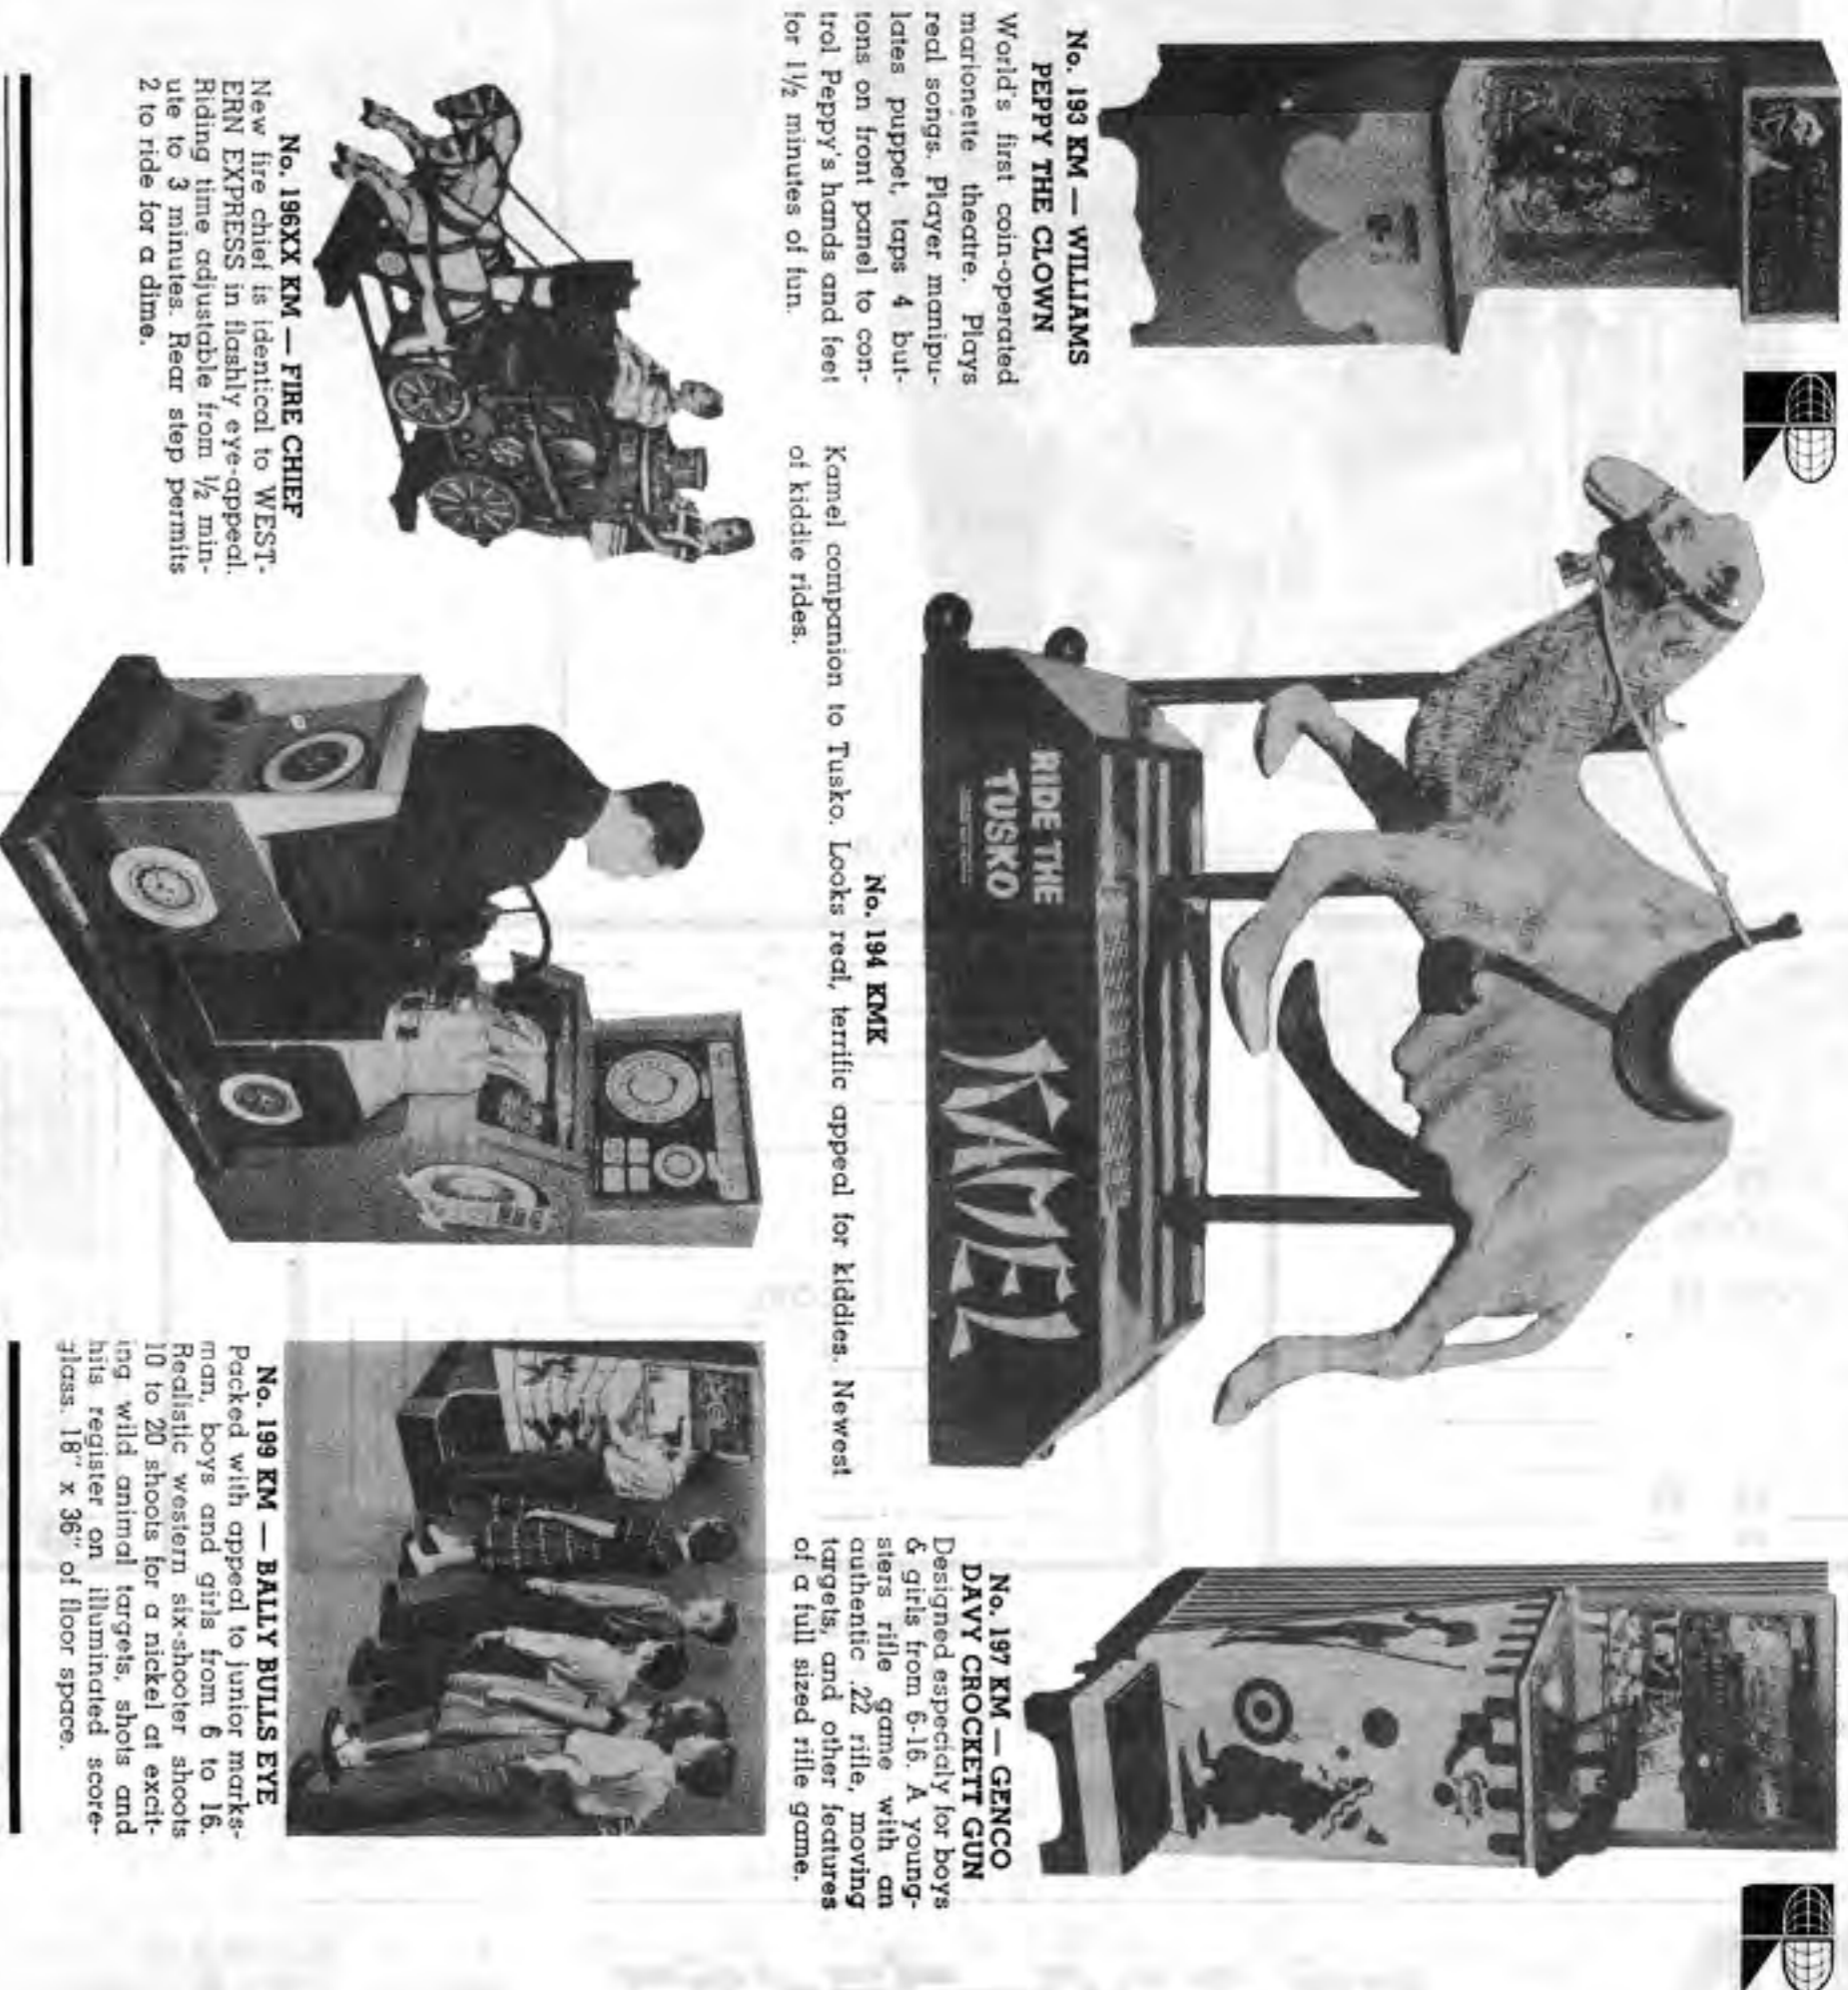 No. 193 KM — WILLIAMS
PEPPY THE CLOWN
World's first coin-operated
marionette theatre. Plays
real songs. Player manipu-
lates puppet, taps 4 but-
tons on front panel to con-
trol Peppy's hands and feet
for 1½ minutes of fun.
RIDE THE
TUSKO
KAMEL
No. 194 KMK
Kamel companion to Tusko. Looks real, terrific appeal for kiddies. Newest
of kiddie rides.
No. 197 KM — GENCO
DAVY CROCKETT GUN
Designed especialy for boys
& girls from 6-16. A young-
sters rifle game with an
authentic .22 rifle, moving
targets, and other features
of a full sized rifle game.
No. 196XX KM — FIRE CHIEF
New fire chief is identical to WEST-
ERN EXPRESS in flashly eye-appeal.
Riding time adjustable from ½ min-
ute to 3 minutes. Rear step permits
2 to ride for a dime.
No. 199 KM — BALLY BULLS EYE
Packed with appeal to junior marks-
man, boys and girls from 6 to 16.
Realistic western six-shooter shoots
10 to 20 shoots for a nickel at excit-
ing wild animal targets, shots and
hits register on illuminated score-
glass. 18" x 36" of floor space.